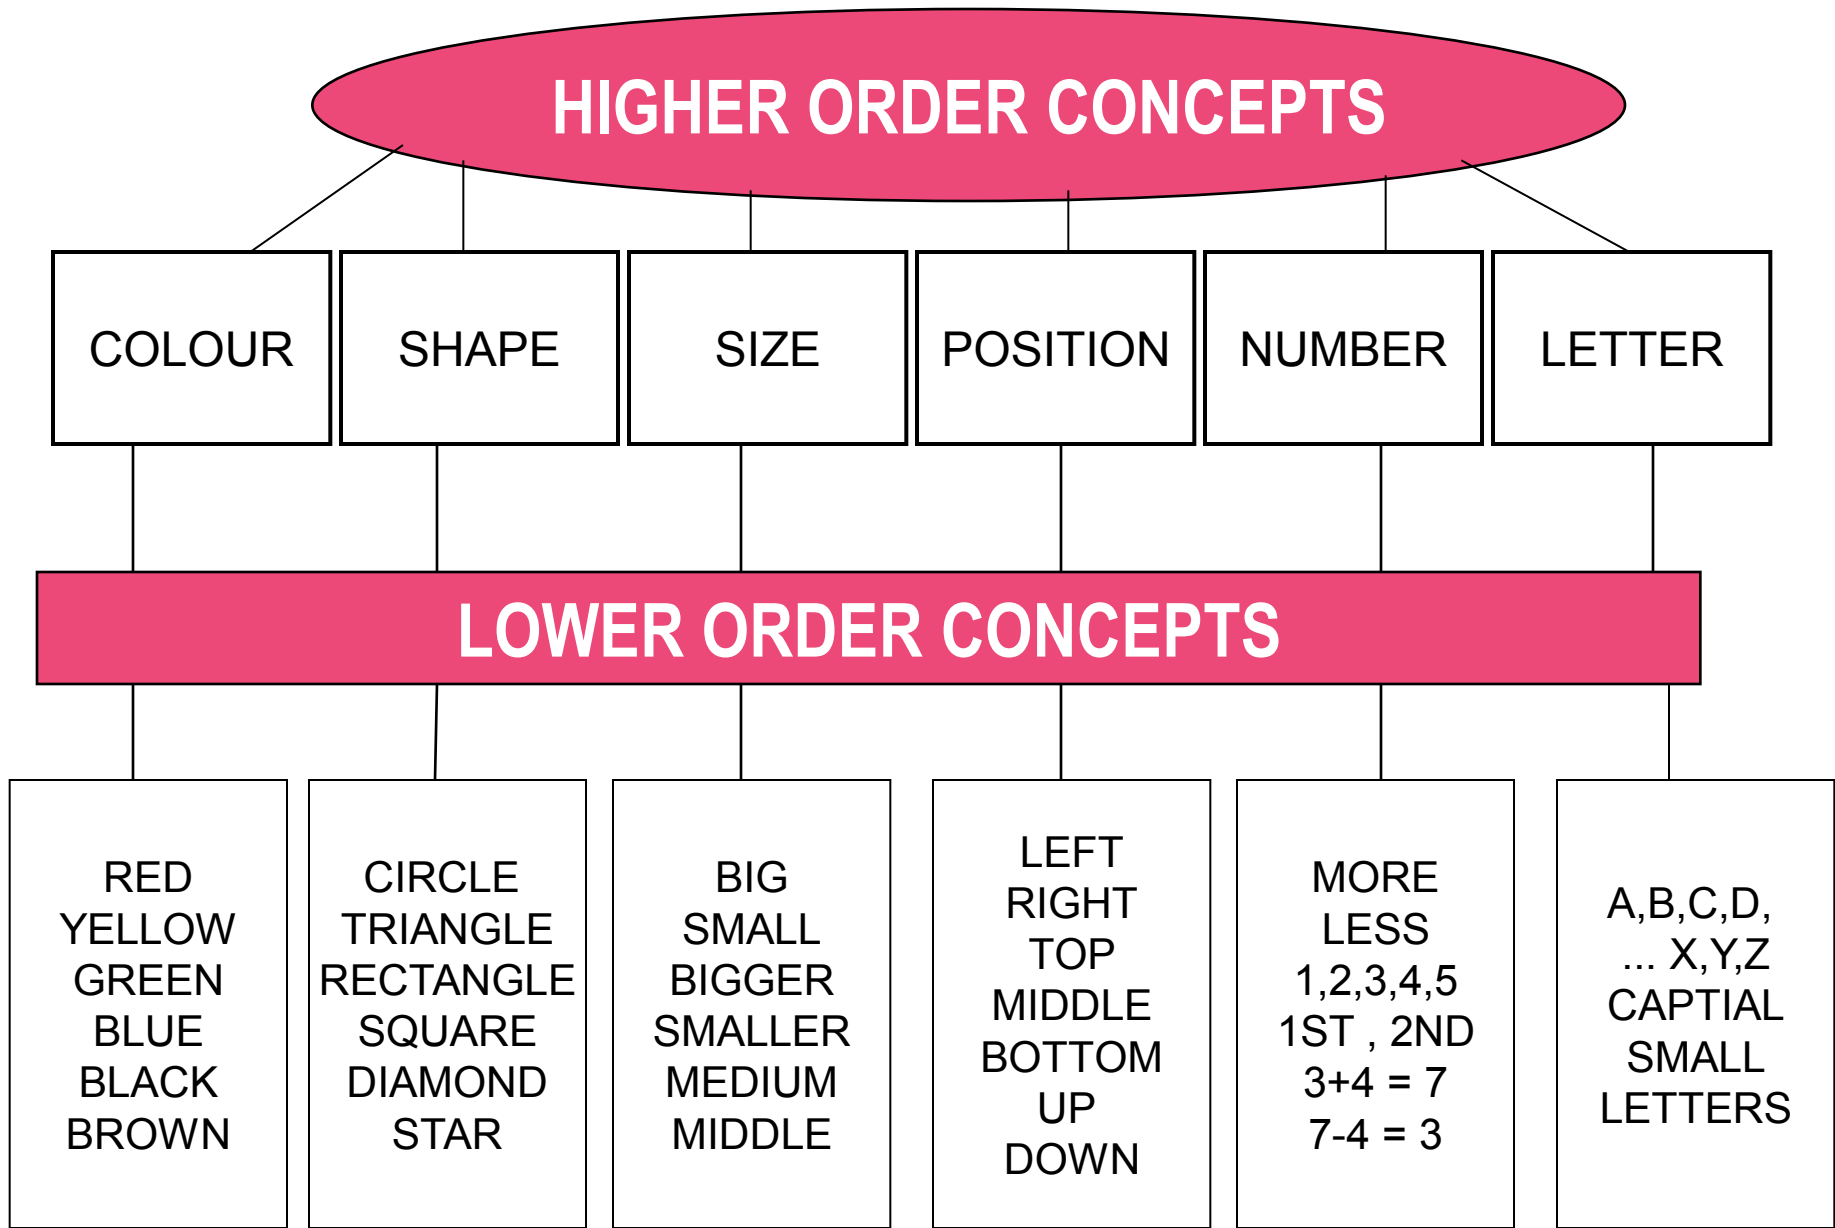 HIGHER ORDER CONCEPTS
COLOUR
SHAPE
SIZE
POSITION
NUMBER
LETTER
LOWER ORDER CONCEPTS
RED
YELLOW
GREEN
BLUE
BLACK
BROWN
CIRCLE
TRIANGLE
RECTANGLE
SQUARE
DIAMOND
STAR
BIG
SMALL
BIGGER
SMALLER
MEDIUM
MIDDLE
LEFT
RIGHT
TOP
MIDDLE
BOTTOM
UP
DOWN
MORE
LESS
1,2,3,4,5
1ST , 2ND
3+4 = 7
7-4 = 3
A,B,C,D,
... X,Y,Z
CAPTIAL
SMALL
LETTERS